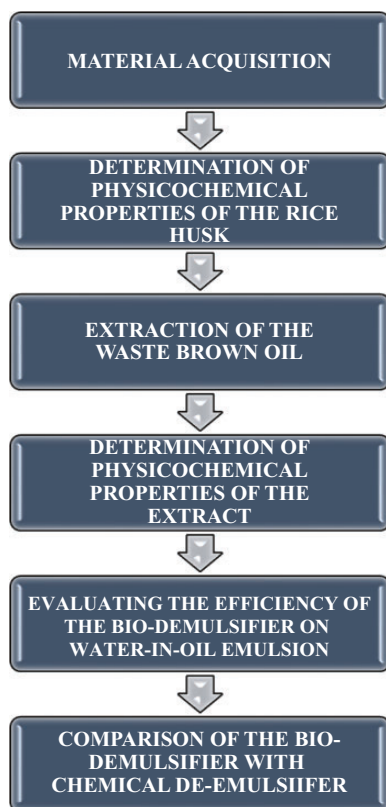 MATERIAL ACQUISITION
DETERMINATION OF
PHYSICOCHEMICAL
PROPERTIES OF THE RICE
HUSK
EXTRACTION OF THE
WASTE BROWN OIL
DETERMINATION OF
PHYSICOCHEMICAL
PROPERTIES OF THE
EXTRACT
EVALUATING THE EFFICIENCY OF
THE BIO-DEMULSIFIER ON
WATER-IN-OIL EMULSION
COMPARISON OF THE BIO-
DEMULSIFIER WITH
CHEMICAL DE-EMULSIIFER